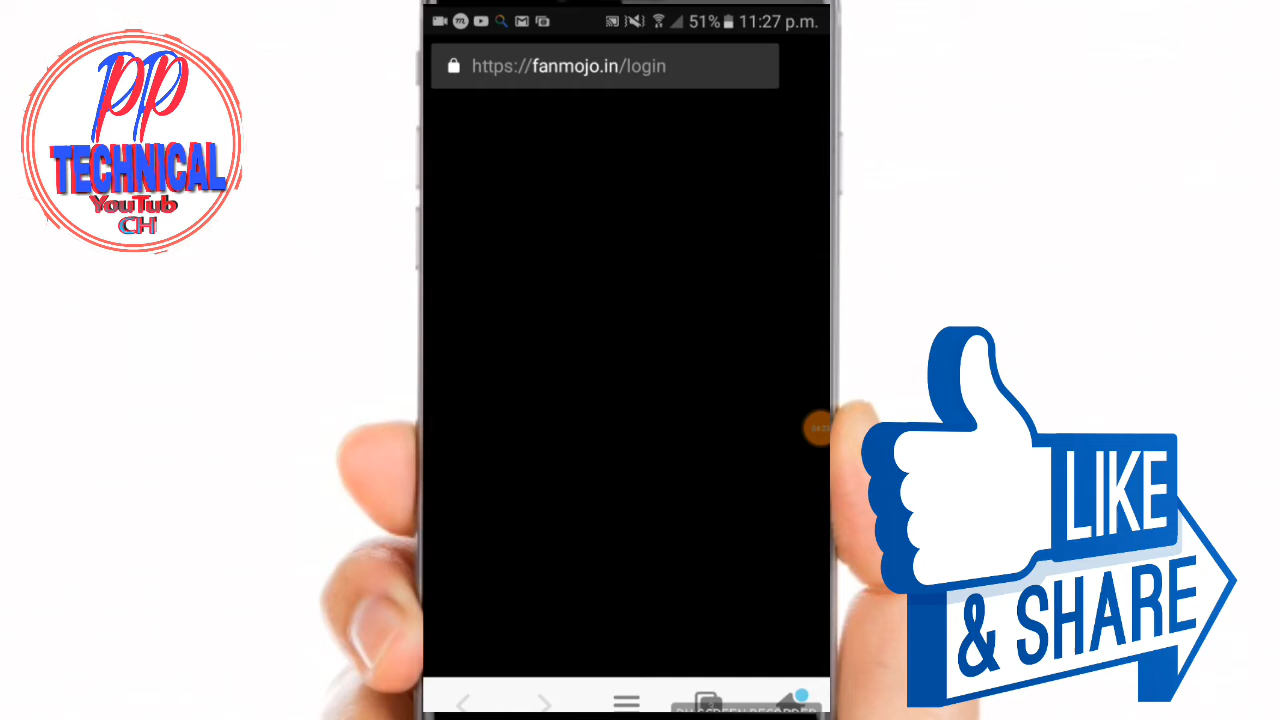 PP
TECHNICAL
YouTub
CH
51% 11:27 p.m.
https://fanmojo.in/login
LIKE
& SHARE